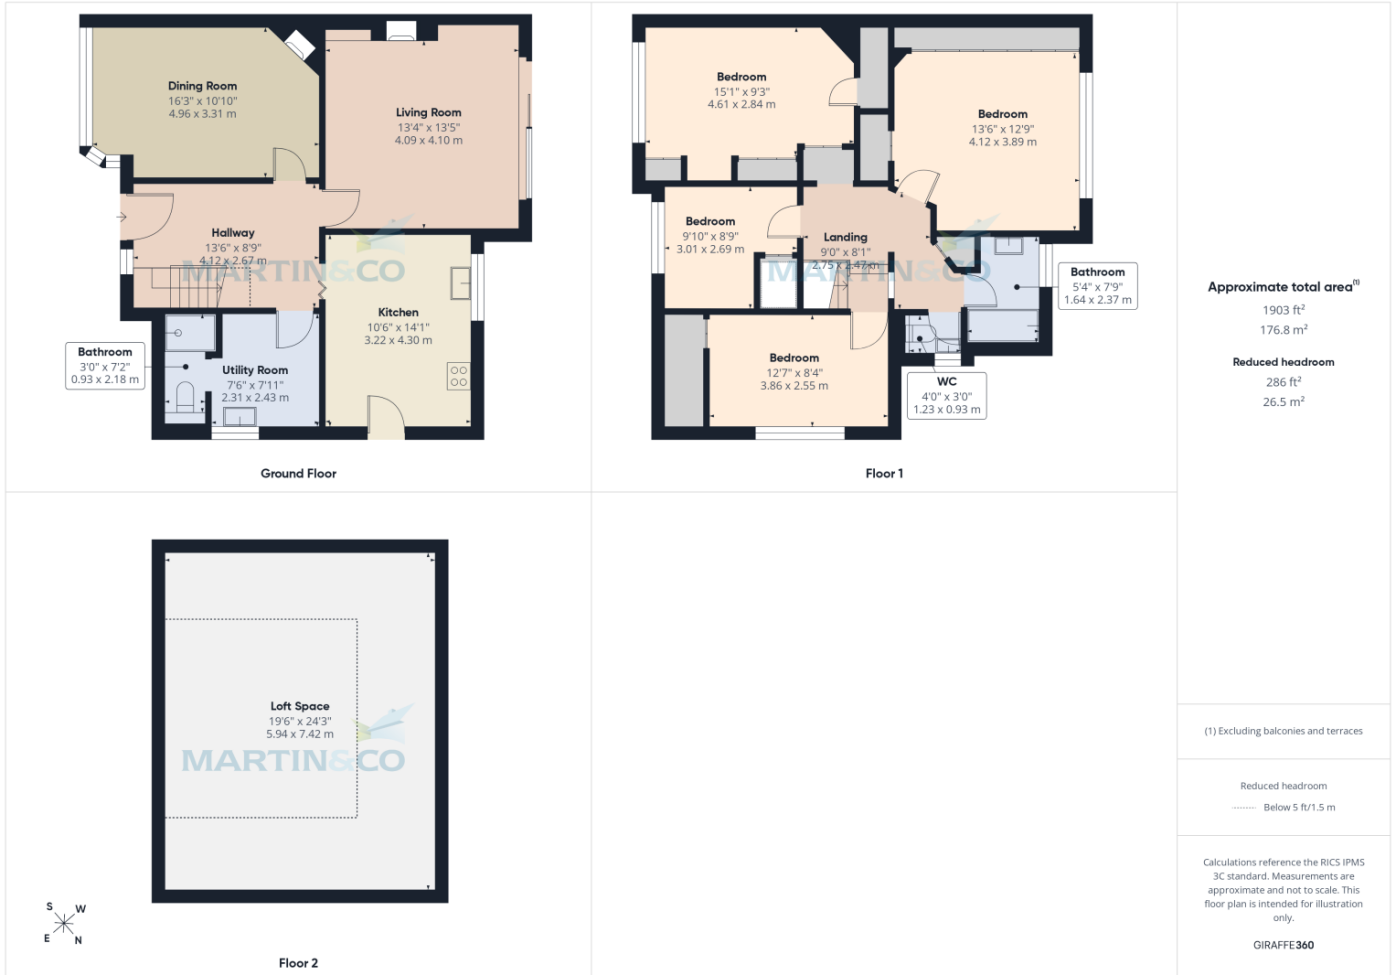 Dining Room
16'3" x 10'10"
4.96 x 3.31 m
Living Room
13'4" x 13'5"
4.09 x 4.10 m
Hallway
13'6" x 8'9"
4.12 x 2.67 m
MARTIN&CO
Kitchen
10'6" x 14'1"
3.22 x 4.30 m
Bathroom
3'0" x 7'2"
0.93 x 2.18 m
Utility Room
7'6" x 7'11"
2.31 x 2.43 m
Ground Floor
Bedroom
15'1" x 9'3"
4.61 x 2.84 m
Bedroom
13'6" x 12'9"
4.12 x 3.89 m
Bedroom
9'10" x 8'9"
3.01 x 2.69 m
Landing
9'0" x 8'1"
2.75 x 2.47 m
MARTIN&CO
Bathroom
5'4" x 7'9"
1.64 x 2.37 m
Bedroom
12'7" x 8'4"
3.86 x 2.55 m
WC
4'0" x 3'0"
1.23 x 0.93 m
Floor 1
Loft Space
19'6" x 24'3"
5.94 x 7.42 m
MARTIN&CO
S
W
E
N
Floor 2
Approximate total area(1)
1903 ft²
176.8 m²
Reduced headroom
286 ft²
26.5 m²
(1) Excluding balconies and terraces
Reduced headroom
Below 5 ft/1.5 m
Calculations reference the RICS IPMS
3C standard. Measurements are
approximate and not to scale. This
floor plan is intended for illustration
only.
GIRAFFE360